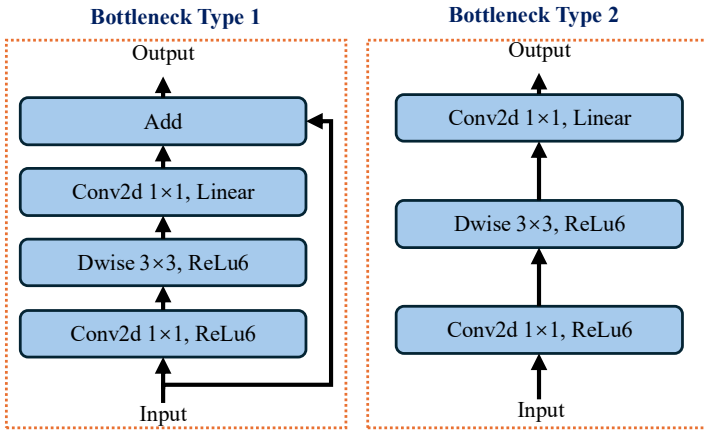 Bottleneck Type 1
Output
Add
Conv2d 1×1, Linear
Dwise 3×3, ReLu6
Conv2d 1×1, ReLu6
Input
Bottleneck Type 2
Output
Conv2d 1×1, Linear
Dwise 3×3, ReLu6
Conv2d 1×1, ReLu6
Input